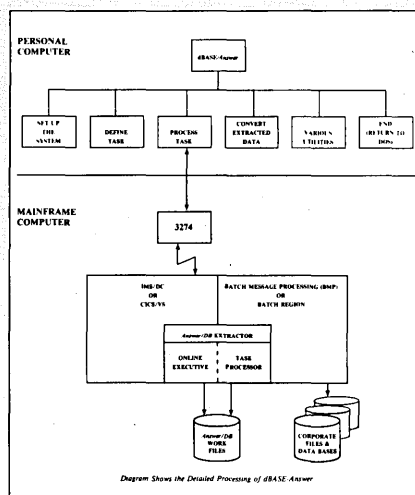 PERSONAL
COMPUTER
dBASE-Answer
SET UP
THE
SYSTEM
DEFINE
TASK
PROCESS
TASK
CONVERT
EXTRACTED
DATA
VARIOUS
UTILITIES
END
(RETURN TO
DOS)
MAINFRAME
COMPUTER
3274
IMS/DC
OR
CICS/VS
BATCH MESSAGE PROCESSING (BMP)
OR
BATCH REGION
Answer/DB EXTRACTOR
ONLINE
EXECUTIVE
TASK
PROCESSOR
Answer/DB
WORK
FILES
CORPORATE
FILES &
DATA BASES
Diagram Shows the Detailed Processing of dBASE-Answer